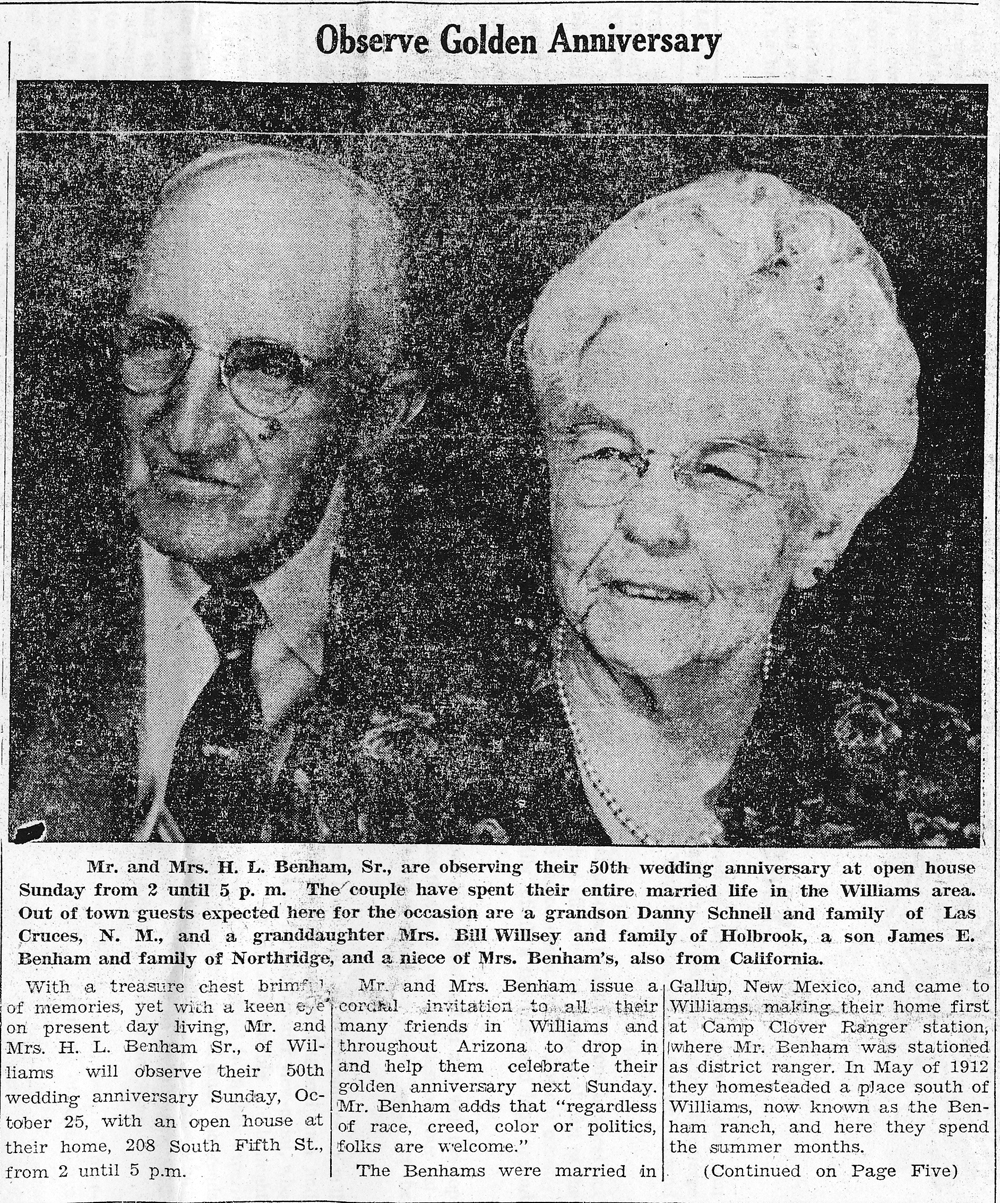 Observe Golden Anniversary
Mr. and Mrs. H. L. Benham, Sr., are observing their 50th wedding anniversary at open house
Sunday from 2 until 5 p. m. The couple have spent their entire married life in the Williams area.
Out of town guests expected here for the occasion are a grandson Danny Schnell and family of Las
Cruces, N. M., and a granddaughter Mrs. Bill Willsey and family of Holbrook, a son James E.
Benham and family of Northridge, and a niece of Mrs. Benham's, also from California.
With a treasure chest brimful
of memories, yet with a keen eye
on present day living, Mr. and
Mrs. H. L. Benham Sr., of Wil-
liams will observe their 50th
wedding anniversary Sunday, Oc-
tober 25, with an open house at
their home, 208 South Fifth St.,
from 2 until 5 p.m.
Mr. and Mrs. Benham issue a
cordial invitation to all their
many friends in Williams and
throughout Arizona to drop in
and help them celebrate their
golden anniversary next Sunday.
Mr. Benham adds that "regardless
of race, creed, color or politics,
folks are welcome."
The Benhams were married in
Gallup, New Mexico, and came to
Williams, making their home first
at Camp Clover Ranger station,
where Mr. Benham was stationed
as district ranger. In May of 1912
they homesteaded a place south of
Williams, now known as the Ben-
ham ranch, and here they spend
the summer months.
(Continued on Page Five)